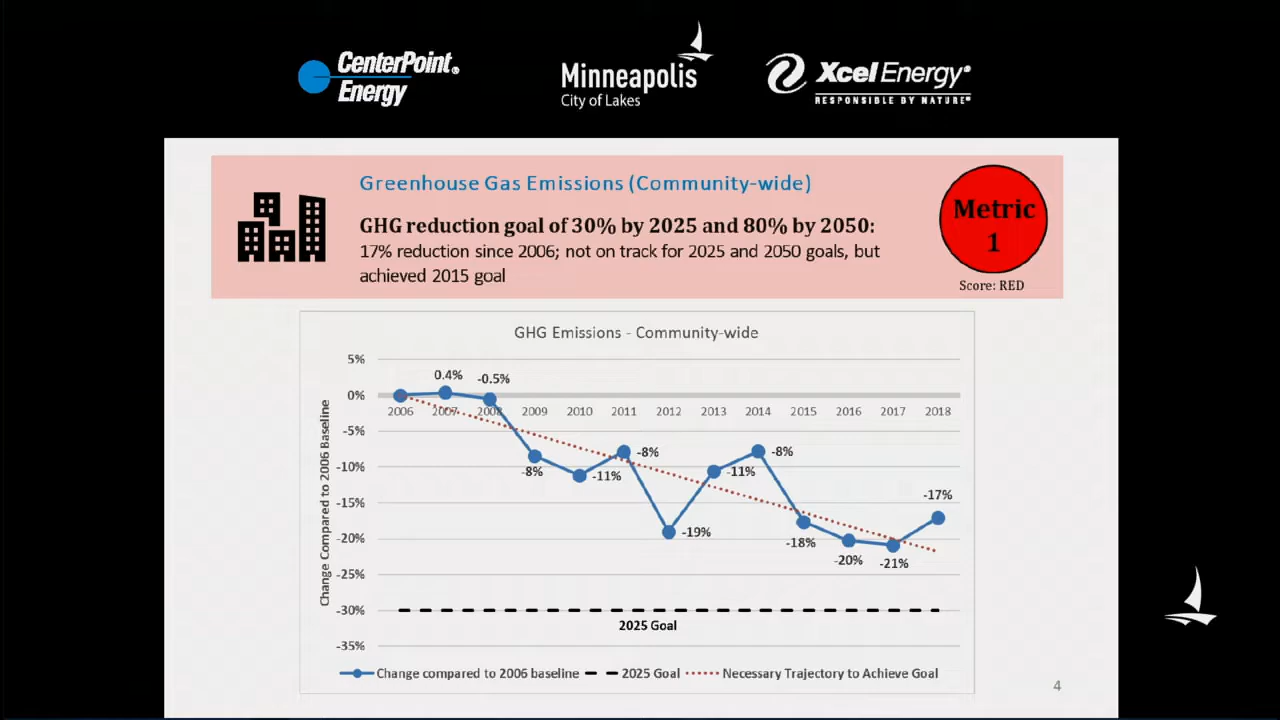 CenterPoint®
Energy
Minneapolis
City of Lakes
Xcel Energy®
RESPONSIBLE BY NATURE®
Greenhouse Gas Emissions (Community-wide)
GHG reduction goal of 30% by 2025 and 80% by 2050:
17% reduction since 2006; not on track for 2025 and 2050 goals, but
achieved 2015 goal
Metric
1
Score: RED
GHG Emissions - Community-wide
Change Compared to 2006 Baseline
5%
0%
-5%
-10%
-15%
-20%
-25%
-30%
-35%
0.4%
-0.5%
-8%
-11%
-8%
-19%
-11%
-8%
-18%
-20%
-21%
-17%
2006 2007 2008 2009 2010 2011 2012 2013 2014 2015 2016 2017 2018
2025 Goal
Change compared to 2006 baseline 2025 Goal Necessary Trajectory to Achieve Goal
4